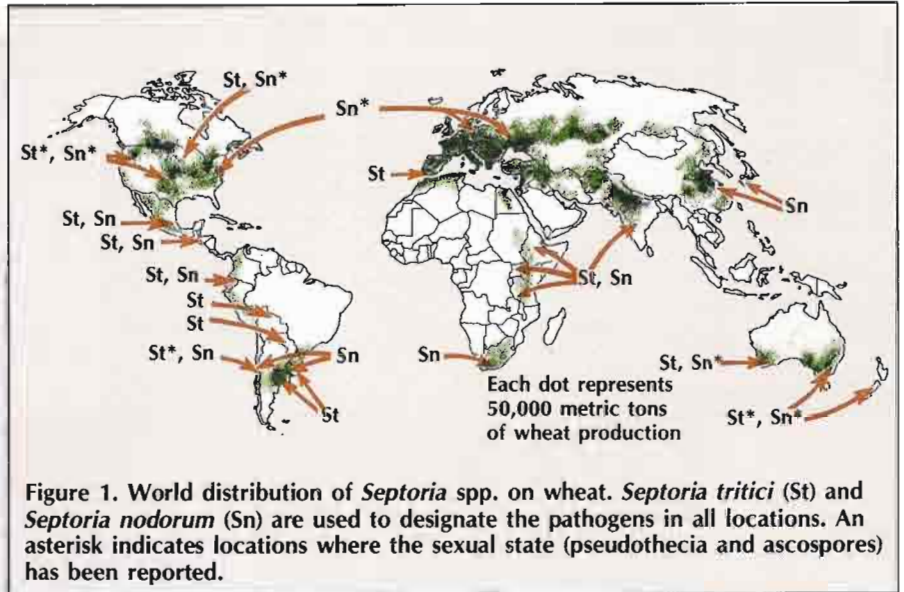 St, Sn*
Sn*
St*, Sn*
St
Sn
St, Sn
St, Sn
St, Sn
St, Sn
St
St
St*, Sn
Sn
Sn
St, Sn*
St
St*, Sn*
Each dot represents
50,000 metric tons
of wheat production
Figure 1. World distribution of Septoria spp. on wheat. Septoria tritici (St) and
Septoria nodorum (Sn) are used to designate the pathogens in all locations. An
asterisk indicates locations where the sexual state (pseudothecia and ascospores)
has been reported.